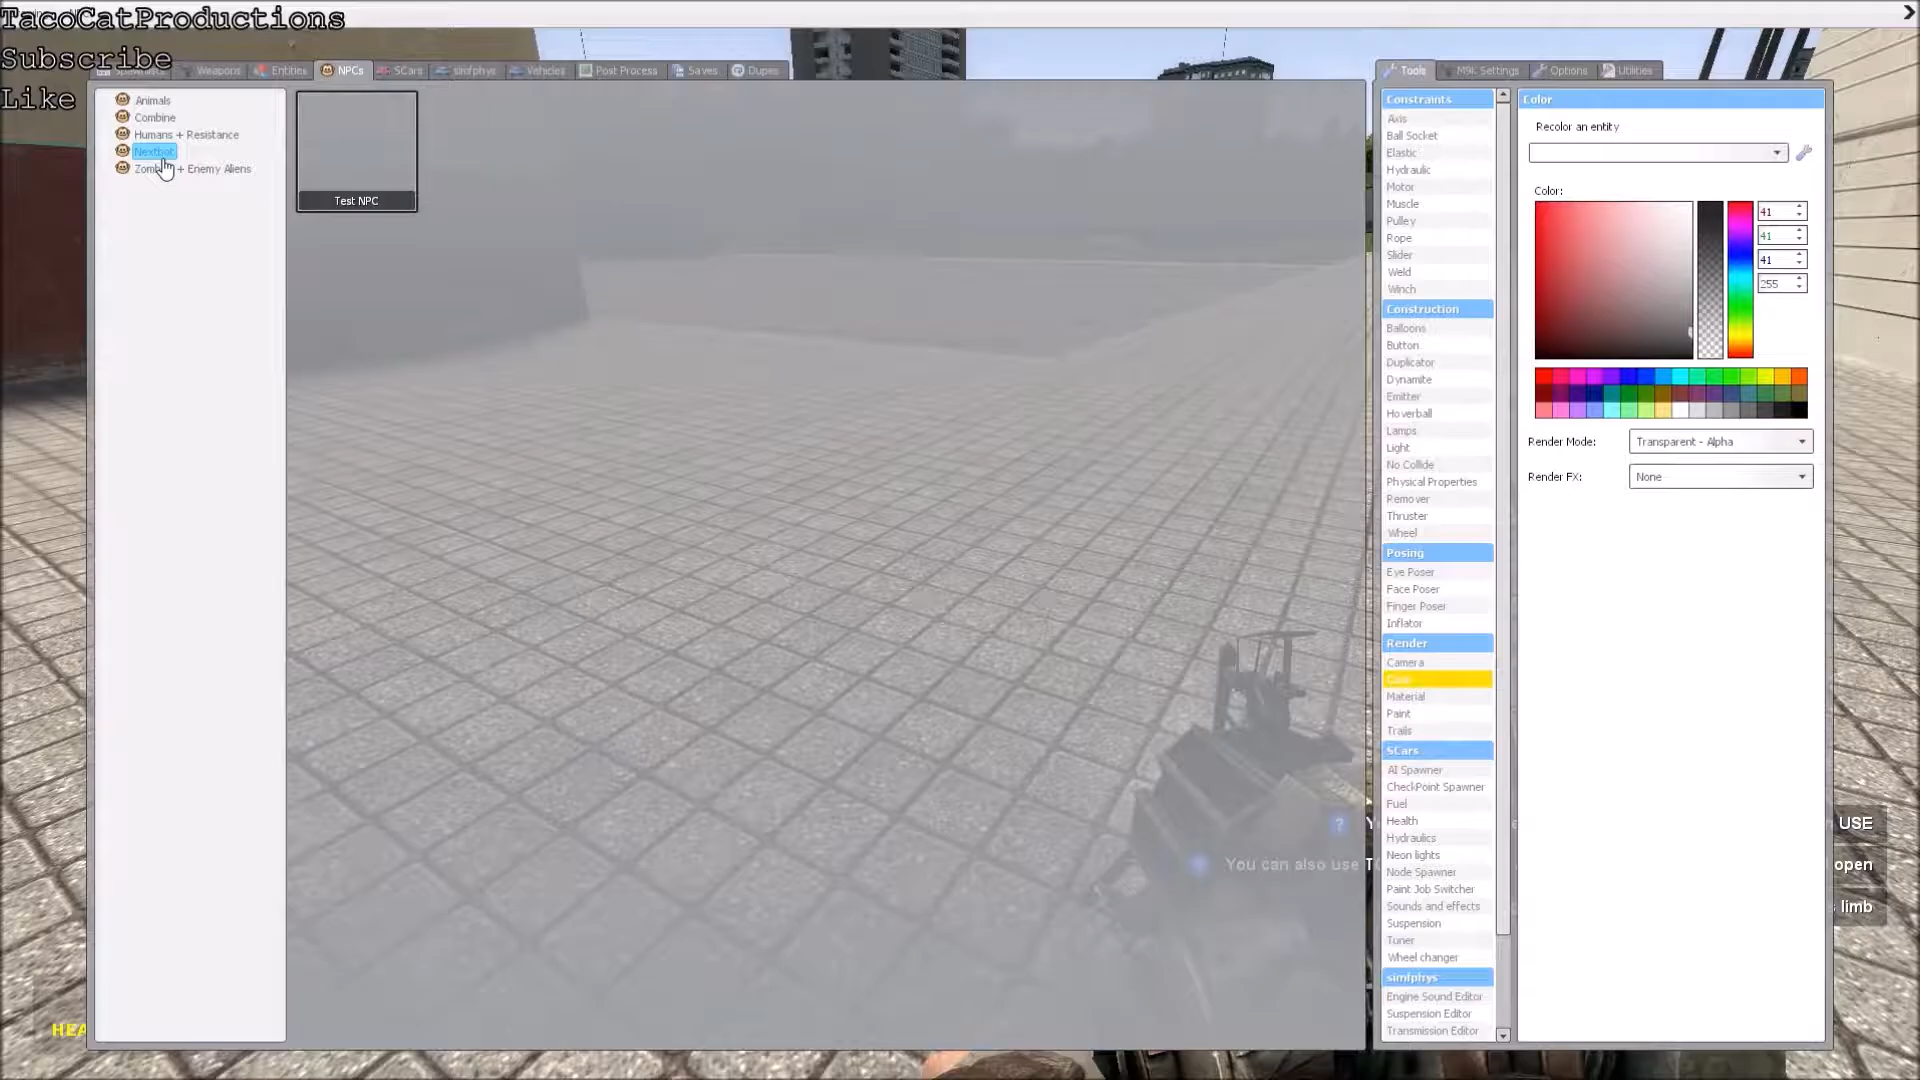 TacoCatProductions
Subscribe
Like
Weapons
Entities
NPCs
SCars
simfphys
Vehicles
Post Process
Saves
Dupes
Animals
Combine
Humans + Resistance
Nextbot
+ Enemy Aliens
Test NPC
Tools
M9K Settings
Options
Utilities
Constraints
Axis
Ball Socket
Elastic
Hydraulic
Motor
Muscle
Pulley
Rope
Slider
Weld
Winch
Construction
Balloons
Button
Duplicator
Dynamite
Emitter
Hoverball
Lamps
Light
No Collide
Physical Properties
Remover
Thruster
Wheel
Posing
Eye Poser
Face Poser
Finger Poser
Inflator
Render
Camera
Color
Material
Paint
Trails
SCars
AI Spawner
CheckPoint Spawner
Fuel
Health
Hydraulics
Neon lights
Node Spawner
Paint Job Switcher
Sounds and effects
Suspension
Tuner
Wheel changer
simfphys
Engine Sound Editor
Suspension Editor
Transmission Editor
Color
Recolor an entity
Color:
41
41
41
255
Render Mode:
Transparent - Alpha
Render FX:
None
USE
You can also use
open
limb
HEA